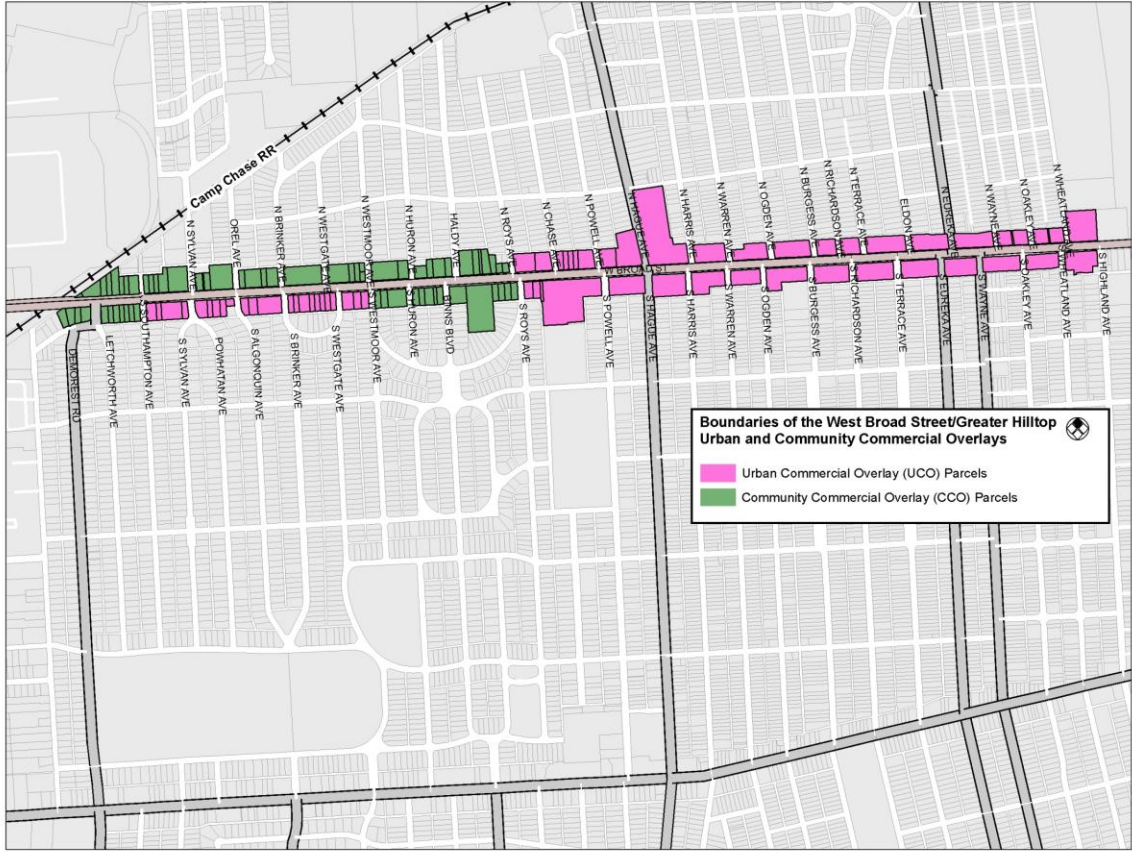 Camp Chase RR
N SYLVAN AVE
OREL AVE
N BRINKER AVE
N WESTGATE AVE
N WESTMOOR AVE
N HURON AVE
HALDY AVE
N ROYS AVE
N CHASE AVE
N POWELL AVE
N HAGUE AVE
N HARRIS AVE
N WARREN AVE
N OGDEN AVE
N BURGESS AVE
N RICHARDSON AVE
N TERRACE AVE
ELDON AVE
N EUREKA AVE
N WAYNE AVE
N OAKLEY AVE
N WHEATLAND AVE
W BROAD ST
DEMOREST RD
LETCHWORTH AVE
S SOUTHAMPTON AVE
S SYLVAN AVE
POWHATAN AVE
S ALGONQUIN AVE
S BRINKER AVE
S WESTGATE AVE
S WESTMOOR AVE
S HURON AVE
BINNS BLVD
S ROYS AVE
S POWELL AVE
S HAGUE AVE
S HARRIS AVE
S WARREN AVE
S OGDEN AVE
S BURGESS AVE
S RICHARDSON AVE
S TERRACE AVE
S EUREKA AVE
S WAYNE AVE
S OAKLEY AVE
S WHEATLAND AVE
S HIGHLAND AVE
Boundaries of the West Broad Street/Greater Hilltop
Urban and Community Commercial Overlays
Urban Commercial Overlay (UCO) Parcels
Community Commercial Overlay (CCO) Parcels